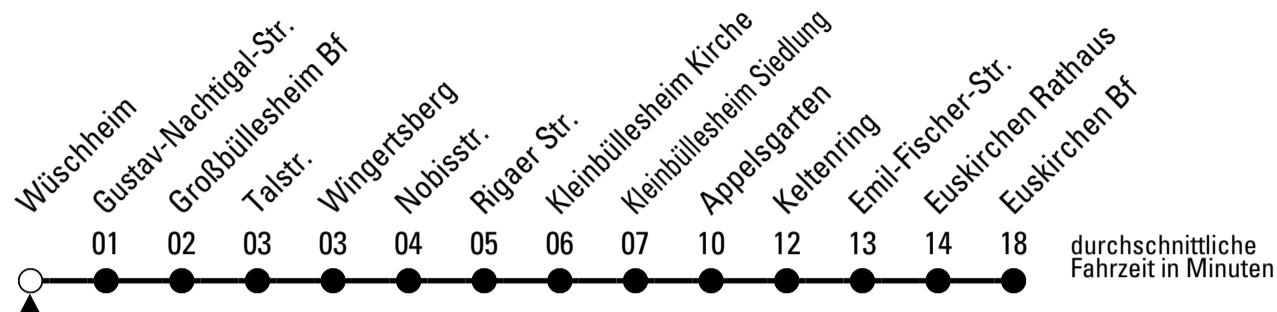 Wüschheim
Gustav-Nachtigal-Str.
Großbüllesheim Bf
Talstr.
Wingertsberg
Nobisstr.
Rigaer Str.
Kleinbüllesheim Kirche
Kleinbüllesheim Siedlung
Appelsgarten
Keltenring
Emil-Fischer-Str.
Euskirchen Rathaus
Euskirchen Bf
01 02 03 03 04 05 06 07 10 12 13 14 18
durchschnittliche
Fahrzeit in Minuten